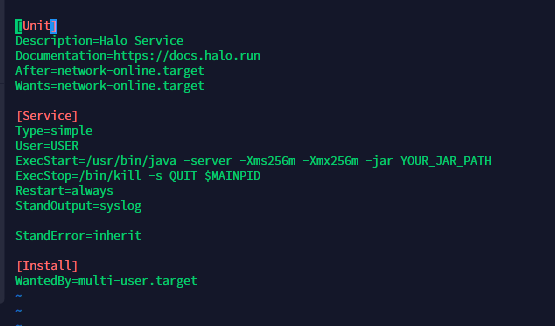 [Unit]
Description=Halo Service
Documentation=https://docs.halo.run
After=network-online.target
Wants=network-online.target

[Service]
Type=simple
User=USER
ExecStart=/usr/bin/java -server -Xms256m -Xmx256m -jar YOUR_JAR_PATH
ExecStop=/bin/kill -s QUIT $MAINPID
Restart=always
StandOutput=syslog

StandError=inherit

[Install]
WantedBy=multi-user.target
~
~
~